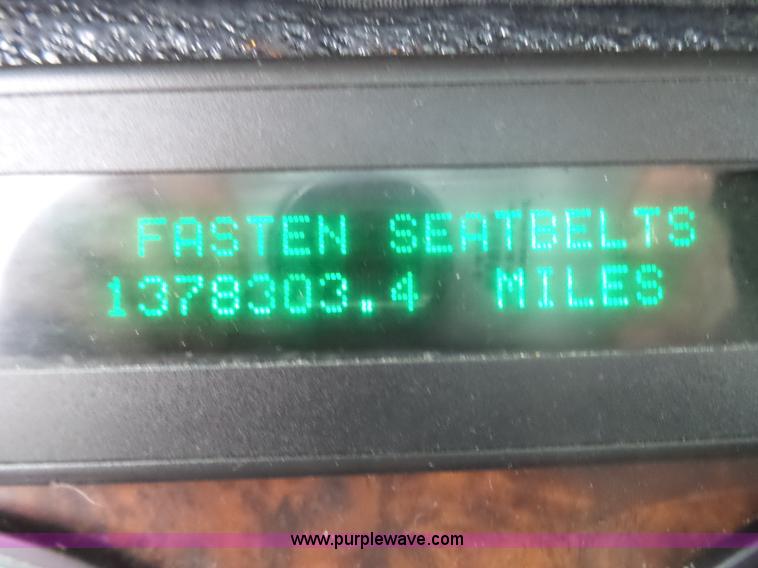 FASTEN SEATBELTS
1378303.4 MILES
www.purplewave.com